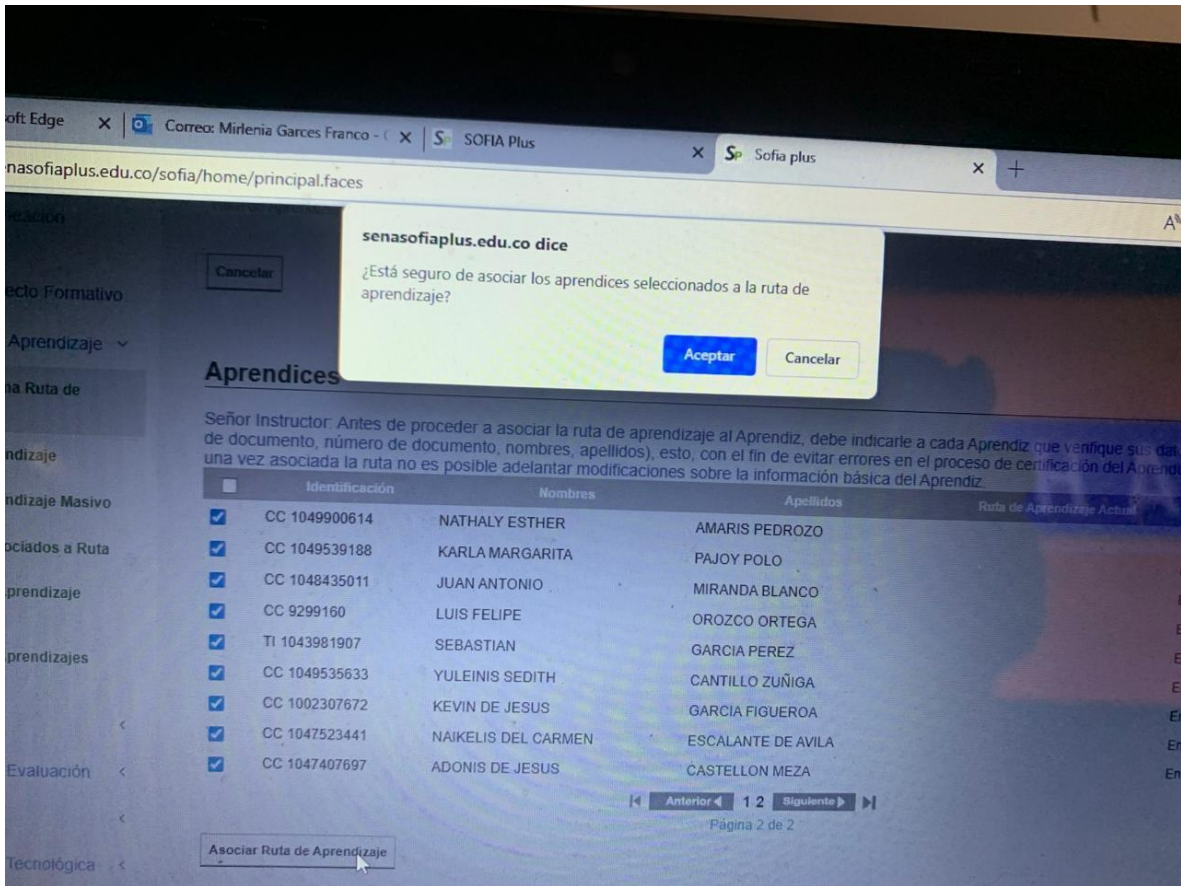 oft Edge
Correo: Mirlenia Garces Franco - (
SOFIA Plus
Sofia plus
nasofiaplus.edu.co/sofia/home/principal.faces
senasofiaplus.edu.co dice
¿Está seguro de asociar los aprendices seleccionados a la ruta de
aprendizaje?
Aceptar
Cancelar
Cancelar
ecto Formativo
Aprendizaje
na Ruta de
ndizaje
ndizaje Masivo
ociados a Ruta
prendizaje
prendizajes
Evaluación
Tecnológica
Aprendices
Señor Instructor: Antes de proceder a asociar la ruta de aprendizaje al Aprendiz, debe indicarle a cada Aprendiz que verifique sus dat
de documento, número de documento, nombres, apellidos), esto, con el fin de evitar errores en el proceso de certificación del Aprendi
una vez asociada la ruta no es posible adelantar modificaciones sobre la información básica del Aprendiz.
Identificación Nombres Apellidos Ruta de Aprendizaje Actual
CC 1049900614 NATHALY ESTHER AMARIS PEDROZO
CC 1049539188 KARLA MARGARITA PAJOY POLO
CC 1048435011 JUAN ANTONIO MIRANDA BLANCO
CC 9299160 LUIS FELIPE OROZCO ORTEGA
TI 1043981907 SEBASTIAN GARCIA PEREZ
CC 1049535633 YULEINIS SEDITH CANTILLO ZUÑIGA
CC 1002307672 KEVIN DE JESUS GARCIA FIGUEROA
CC 1047523441 NAIKELIS DEL CARMEN ESCALANTE DE AVILA
CC 1047407697 ADONIS DE JESUS CASTELLON MEZA
Anterior 1 2 Siguiente
Página 2 de 2
Asociar Ruta de Aprendizaje